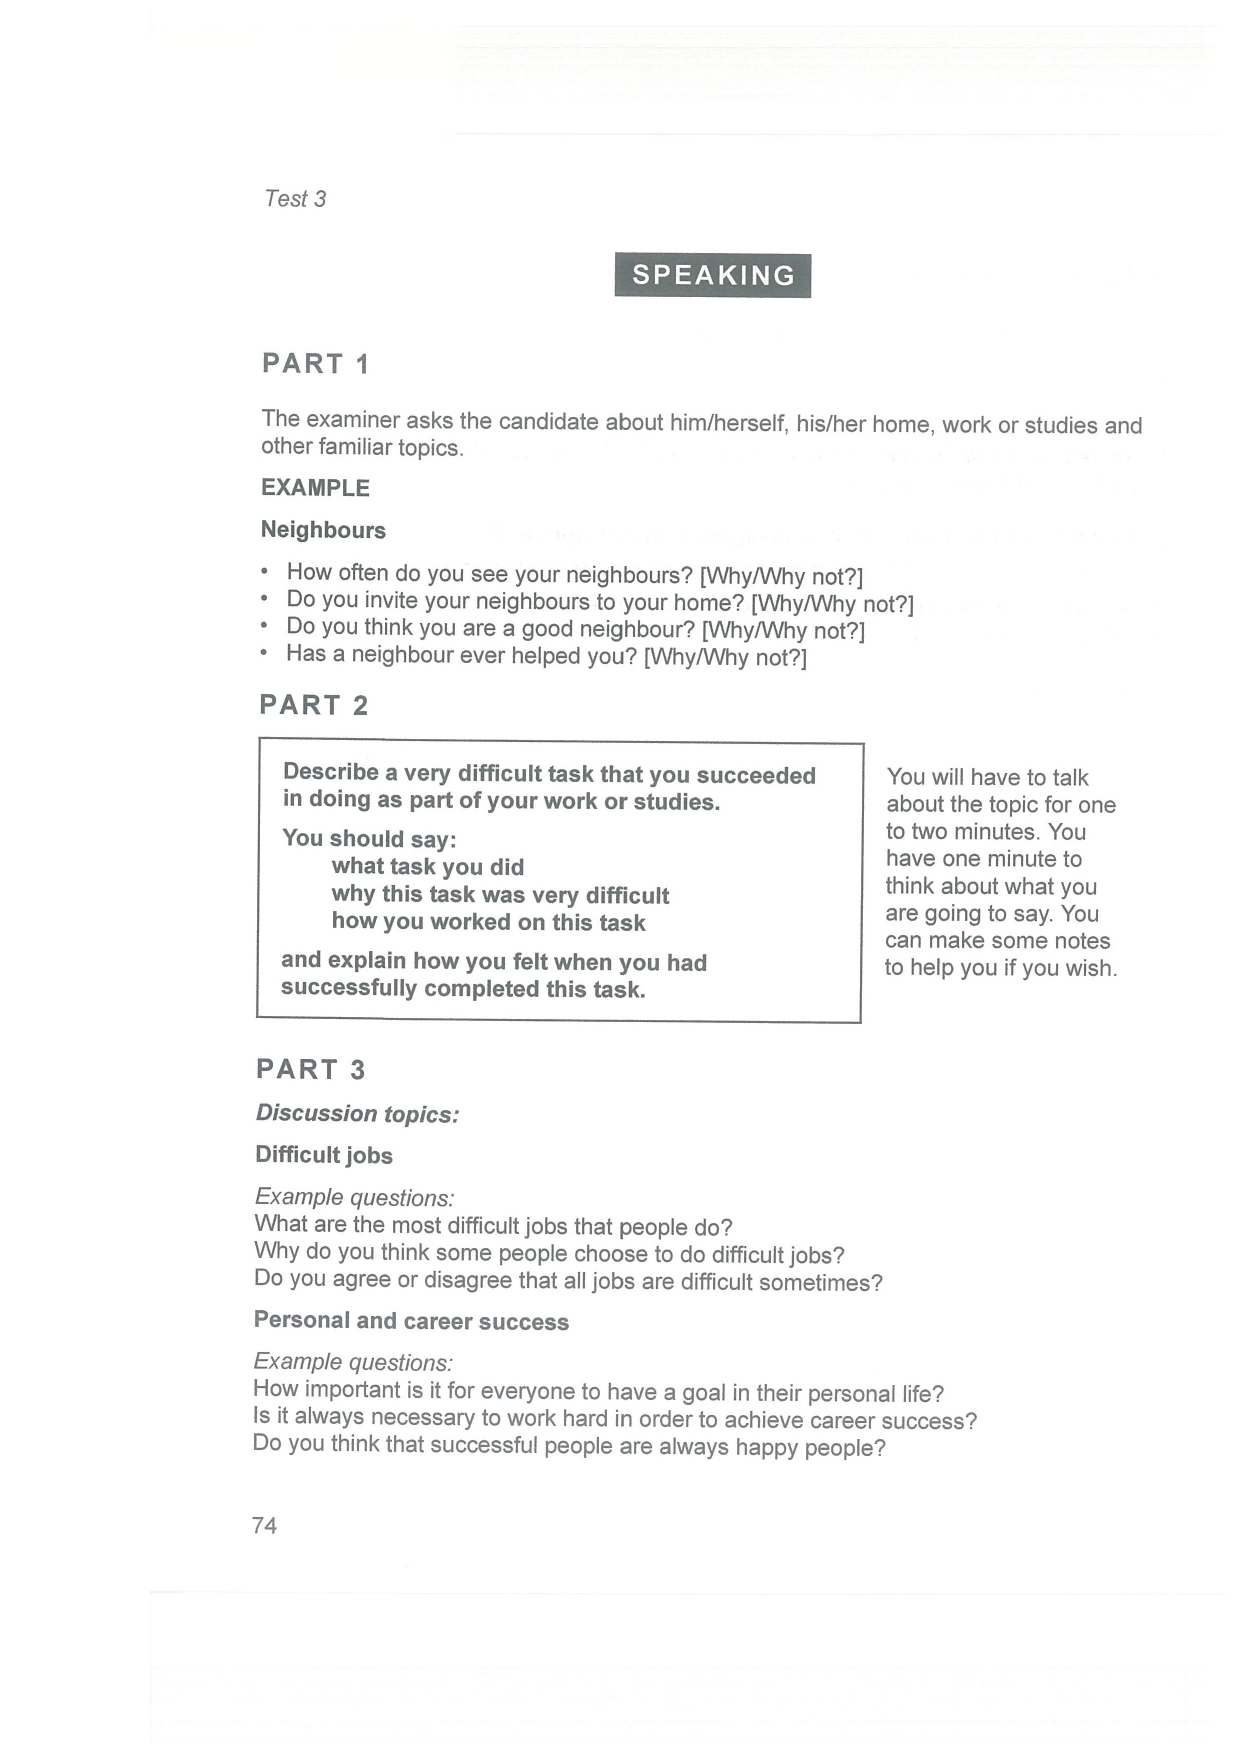 Test 3
SPEAKING
PART 1
The examiner asks the candidate about him/herself, his/her home, work or studies and
other familiar topics.
EXAMPLE
Neighbours
• How often do you see your neighbours? [Why/Why not?]
• Do you invite your neighbours to your home? [Why/Why not?]
• Do you think you are a good neighbour? [Why/Why not?]
• Has a neighbour ever helped you? [Why/Why not?]
PART 2
Describe a very difficult task that you succeeded
in doing as part of your work or studies.
You should say:
what task you did
why this task was very difficult
how you worked on this task
and explain how you felt when you had
successfully completed this task.
You will have to talk
about the topic for one
to two minutes. You
have one minute to
think about what you
are going to say. You
can make some notes
to help you if you wish.
PART 3
Discussion topics:
Difficult jobs
Example questions:
What are the most difficult jobs that people do?
Why do you think some people choose to do difficult jobs?
Do you agree or disagree that all jobs are difficult sometimes?
Personal and career success
Example questions:
How important is it for everyone to have a goal in their personal life?
Is it always necessary to work hard in order to achieve career success?
Do you think that successful people are always happy people?
74